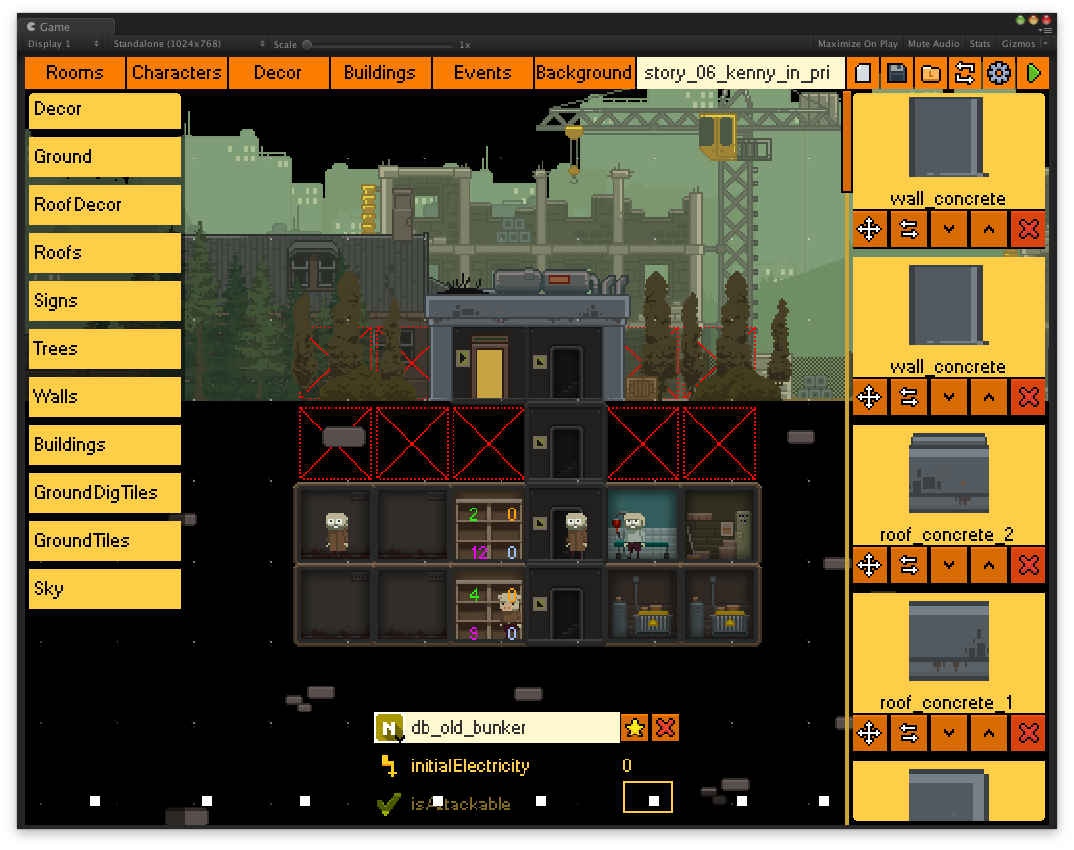 Game
Display 1 Standalone (1024x768) Scale 1x Maximize On Play Mute Audio Stats Gizmos
Rooms Characters Decor Buildings Events Background story_06_kenny_in_pri
Decor
Ground
RoofDecor
Roofs
Signs
Trees
Walls
Buildings
GroundDigTiles
GroundTiles
Sky
2 0
12 0
4 0
9 0
wall_concrete
wall_concrete
roof_concrete_2
roof_concrete_1
N db_old_bunker
initialElectricity 0
isAttackable